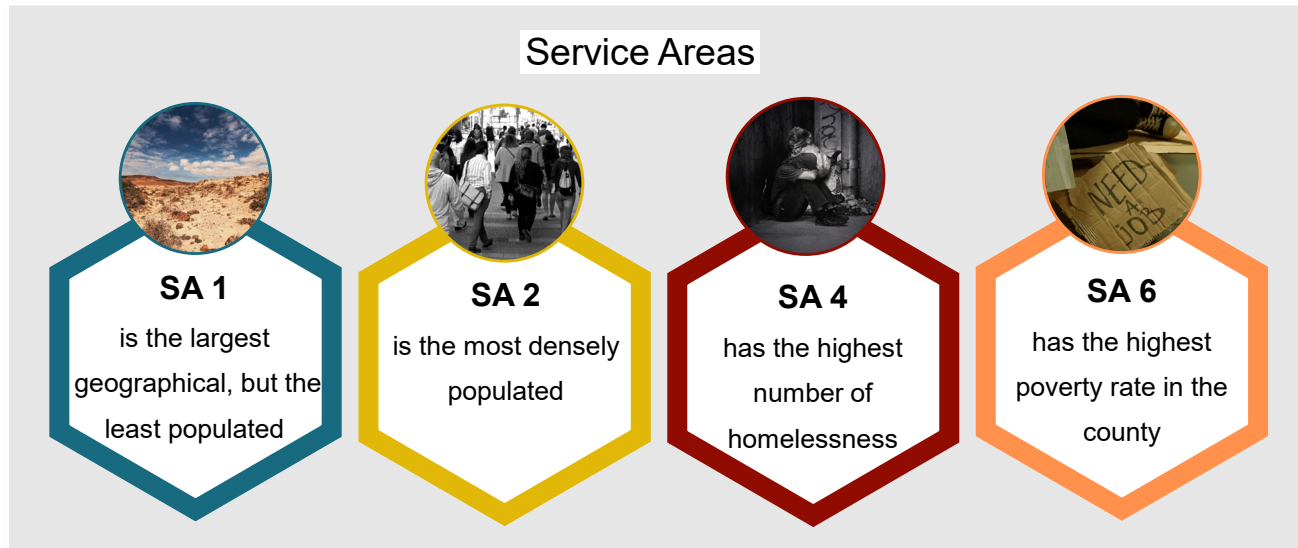 Service Areas
SA 1
is the largest
geographical, but the
least populated
SA 2
is the most densely
populated
SA 4
has the highest
number of
homelessness
NEED
A
JOB
SA 6
has the highest
poverty rate in the
county